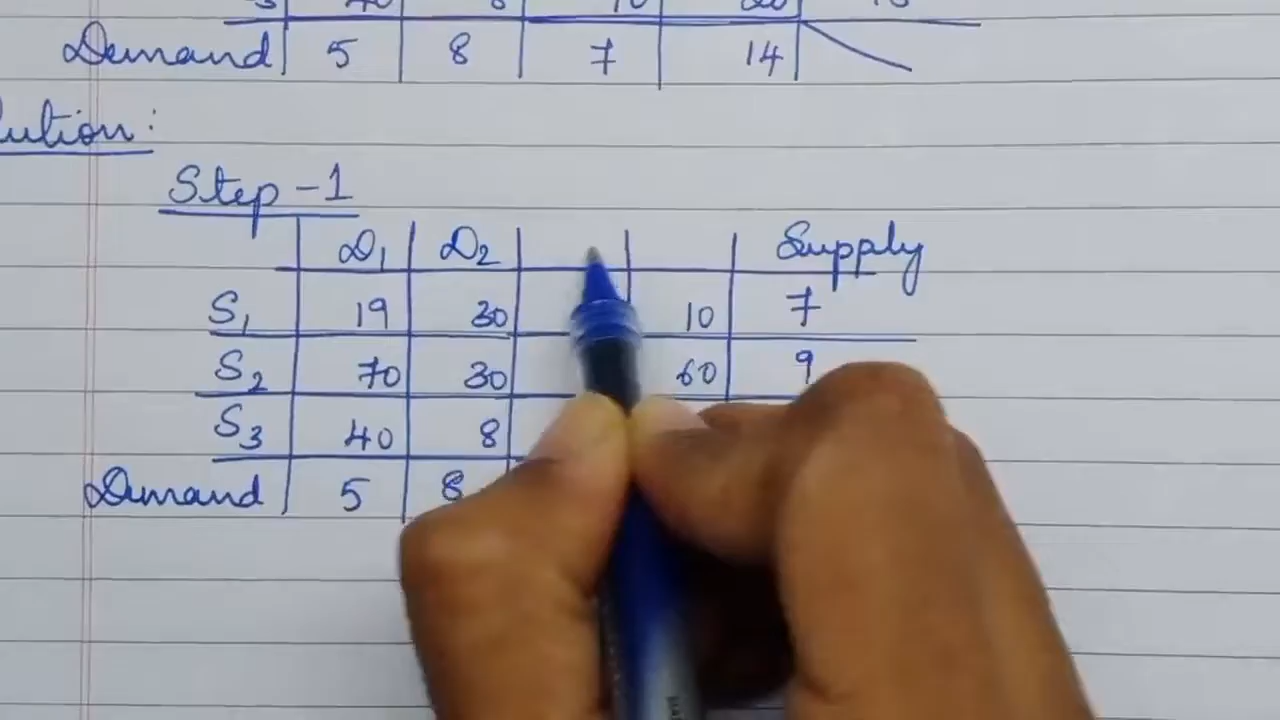 Demand 5 8 7 14
lution:
Step-1
D1 D2 Supply
S1 19 30 10 7
S2 70 30 60 9
S3 40 8
Demand 5 8